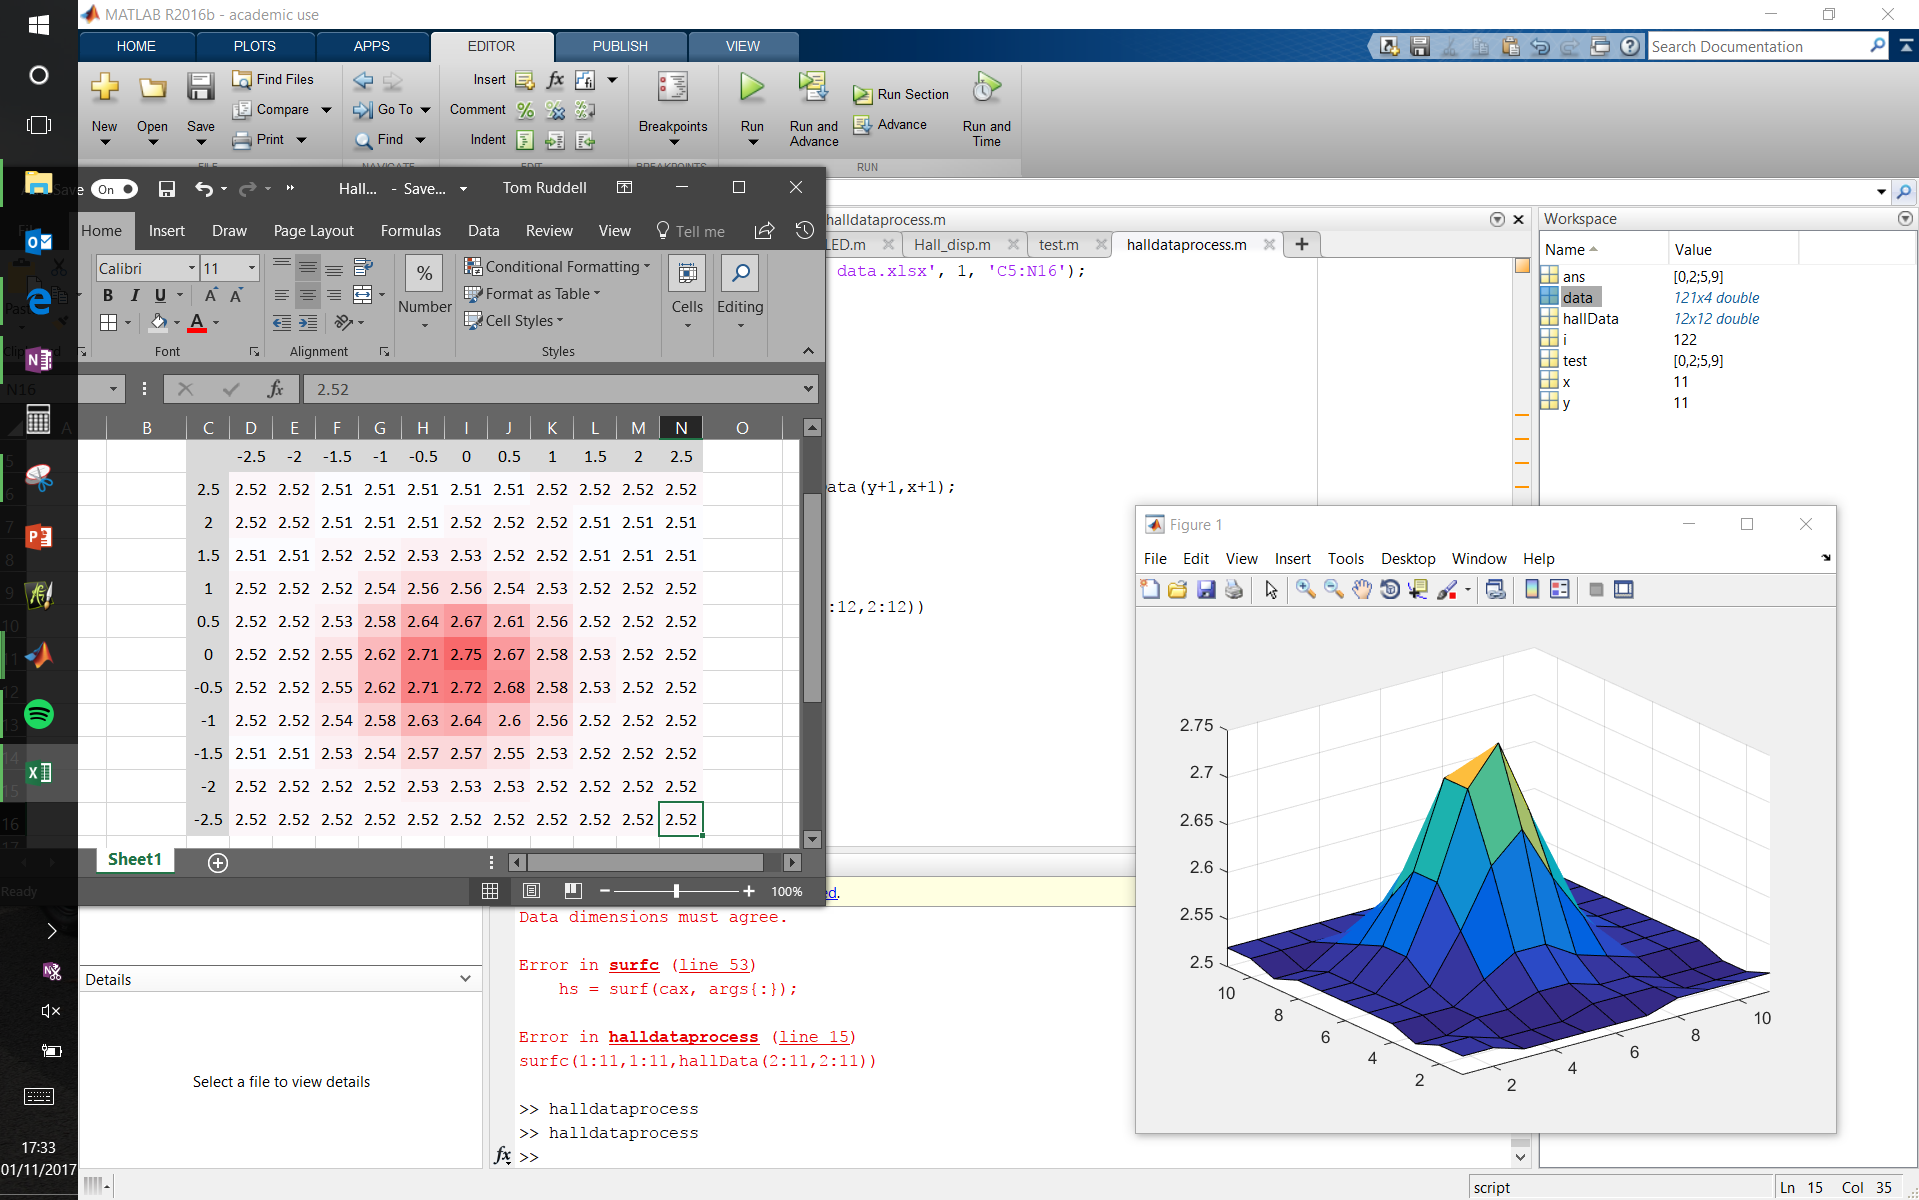 MATLAB R2016b - academic use
HOME PLOTS APPS EDITOR PUBLISH VIEW
Search Documentation
New Open Save
Find Files
Compare
Print
Go To
Find
Insert
Comment
Indent
Breakpoints
Run
Run and Advance
Run Section
Advance
Run and Time
FILE NAVIGATE EDIT BREAKPOINTS RUN
Save On Hall... - Save... Tom Ruddell
Home Insert Draw Page Layout Formulas Data Review View Tell me
Calibri 11
B I U
Font
Alignment
%
Number
Conditional Formatting
Format as Table
Cell Styles
Styles
Cells
Editing
N16 fx 2.52
A B C D E F G H I J K L M N O
5 -2.5 -2 -1.5 -1 -0.5 0 0.5 1 1.5 2 2.5
6 2.5 2.52 2.52 2.51 2.51 2.51 2.51 2.51 2.52 2.52 2.52 2.52
7 2 2.52 2.52 2.51 2.51 2.51 2.52 2.52 2.52 2.51 2.51 2.51
8 1.5 2.51 2.51 2.52 2.52 2.53 2.53 2.52 2.52 2.51 2.51 2.51
9 1 2.52 2.52 2.52 2.54 2.56 2.56 2.54 2.53 2.52 2.52 2.52
10 0.5 2.52 2.52 2.53 2.58 2.64 2.67 2.61 2.56 2.52 2.52 2.52
11 0 2.52 2.52 2.55 2.62 2.71 2.75 2.67 2.58 2.53 2.52 2.52
12 -0.5 2.52 2.52 2.55 2.62 2.71 2.72 2.68 2.58 2.53 2.52 2.52
13 -1 2.52 2.52 2.54 2.58 2.63 2.64 2.6 2.56 2.52 2.52 2.52
14 -1.5 2.51 2.51 2.53 2.54 2.57 2.57 2.55 2.53 2.52 2.52 2.52
15 -2 2.52 2.52 2.52 2.52 2.53 2.53 2.53 2.52 2.52 2.52 2.52
16 -2.5 2.52 2.52 2.52 2.52 2.52 2.52 2.52 2.52 2.52 2.52 2.52
17
Sheet1
Ready
100%
halldataprocess.m
LED.m Hall_disp.m test.m halldataprocess.m
data.xlsx', 1, 'C5:N16');
ata(y+1,x+1);
:12,2:12))
Workspace
Name Value
ans [0,2;5,9]
data 121x4 double
hallData 12x12 double
i 122
test [0,2;5,9]
x 11
y 11
Figure 1
File Edit View Insert Tools Desktop Window Help
2.75
2.7
2.65
2.6
2.55
2.5
10
8
6
4
2
2
4
6
8
10
ed.
Data dimensions must agree.
Error in surfc (line 53)
hs = surf(cax, args{:});
Error in halldataprocess (line 15)
surfc(1:11,1:11,hallData(2:11,2:11))
>> halldataprocess
>> halldataprocess
fx >>
Details
Select a file to view details
17:33
01/11/2017
script
Ln 15 Col 35